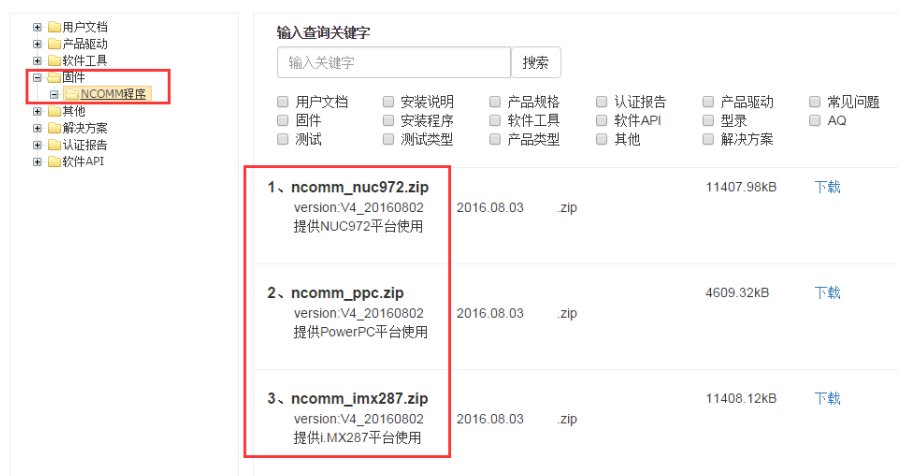 用户文档
产品驱动
软件工具
固件
NCOMM程序
其他
解决方案
认证报告
软件API
输入查询关键字
输入关键字 搜索
用户文档 安装说明 产品规格 认证报告 产品驱动 常见问题
固件 安装程序 软件工具 软件API 型录 AQ
测试 测试类型 产品类型 其他 解决方案
1、ncomm_nuc972.zip 11407.98kB 下载
version:V4_20160802 2016.08.03 .zip
提供NUC972平台使用
2、ncomm_ppc.zip 4609.32kB 下载
version:V4_20160802 2016.08.03 .zip
提供PowerPC平台使用
3、ncomm_imx287.zip 11408.12kB 下载
version:V4_20160802 2016.08.03 .zip
提供i.MX287平台使用